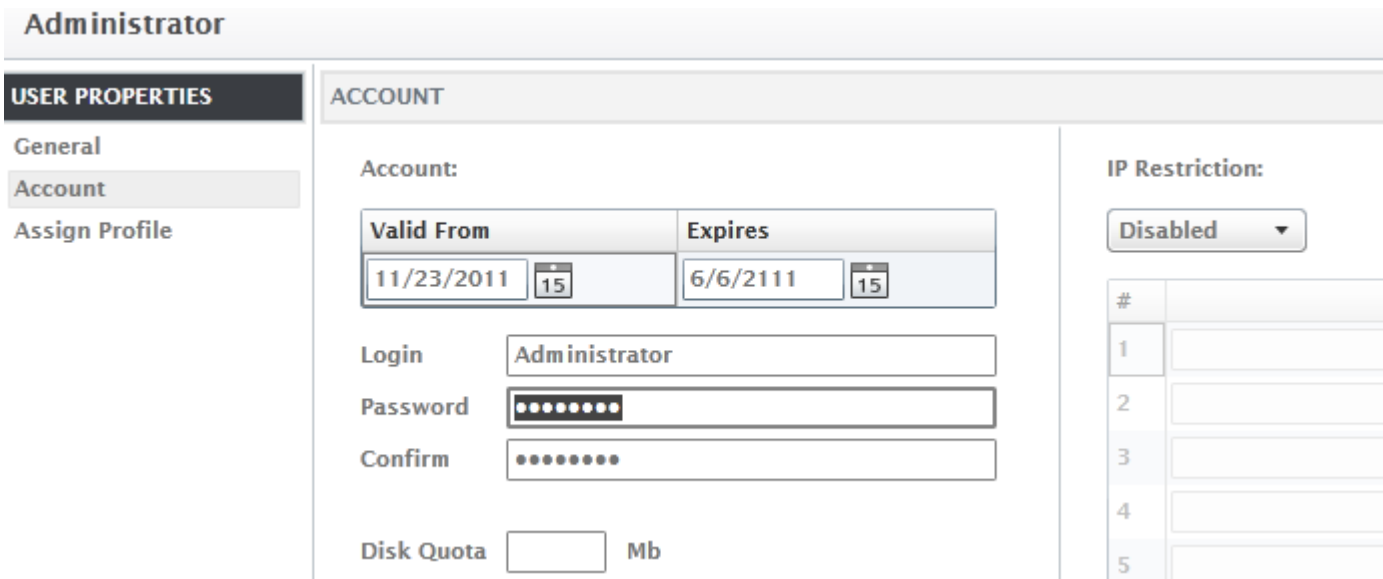 Administrator
USER PROPERTIES
General
Account
Assign Profile
ACCOUNT
Account:
Valid From Expires
11/23/2011 15 6/6/2111 15
Login Administrator
Password ••••••••
Confirm ••••••••
Disk Quota Mb
IP Restriction:
Disabled
#
1
2
3
4
5